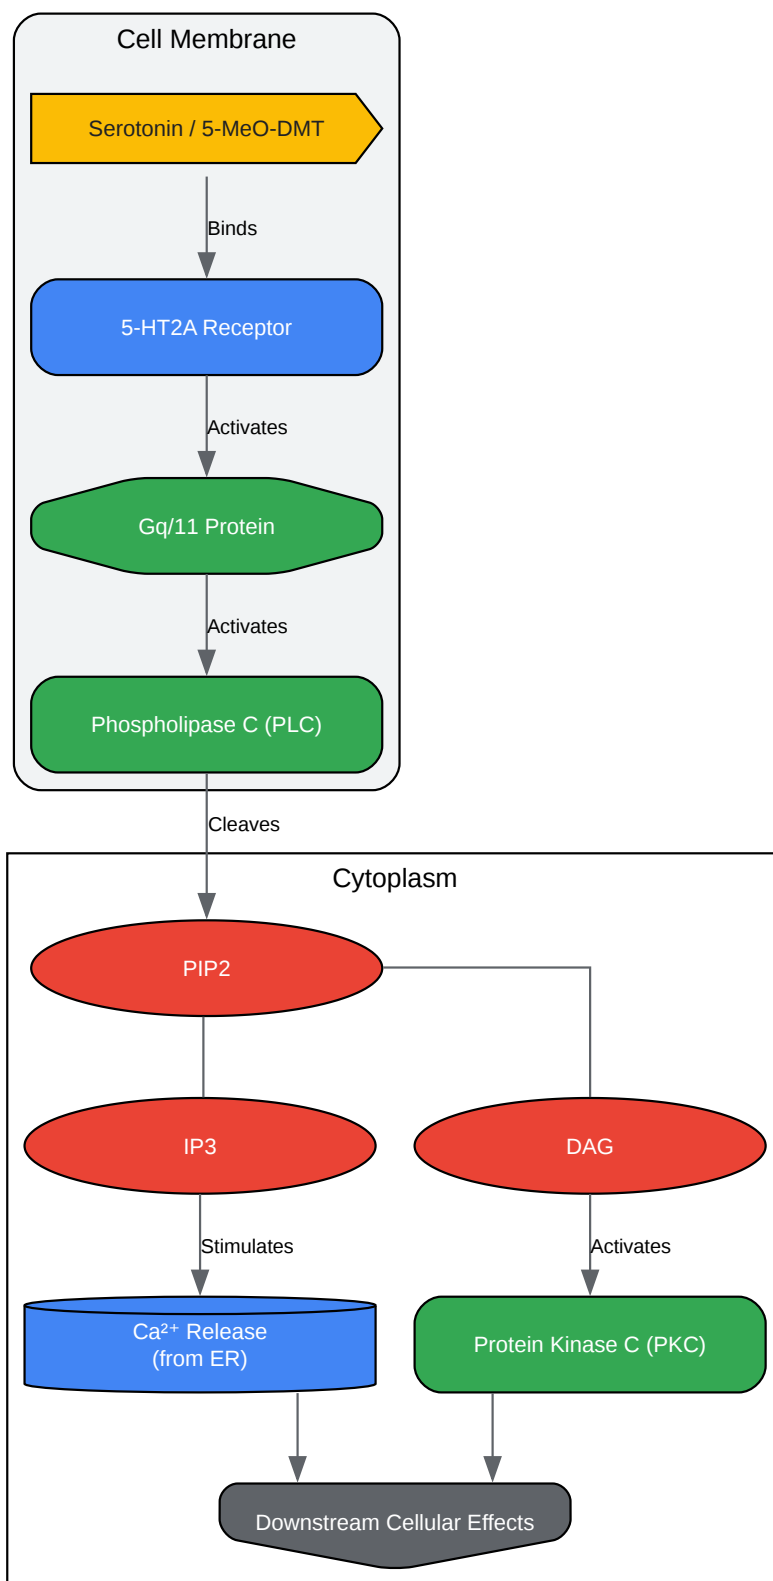 Cell Membrane
Serotonin / 5-MeO-DMT
Binds
5-HT2A Receptor
Activates
Gq/11 Protein
Activates
Phospholipase C (PLC)
Cleaves
Cytoplasm
PIP2
IP3
DAG
Stimulates
Activates
Ca²⁺ Release
(from ER)
Protein Kinase C (PKC)
Downstream Cellular Effects